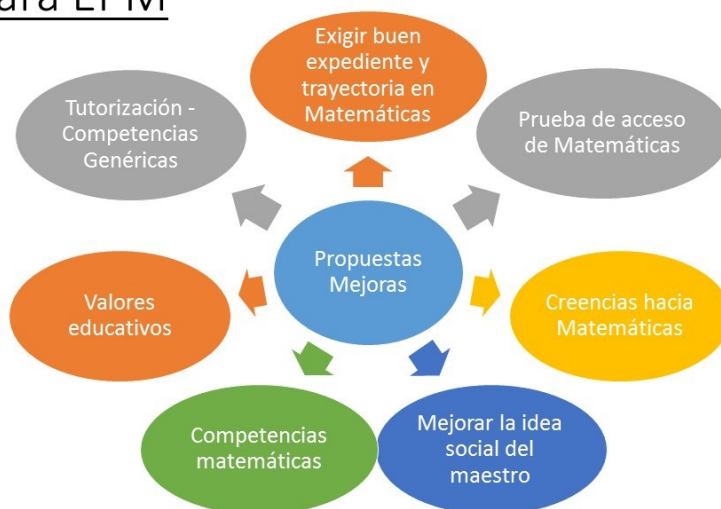 Exigir buen
expediente y
trayectoria en
Matemáticas
Tutorización -
Competencias
Genéricas
Prueba de acceso
de Matemáticas
Propuestas
Mejoras
Valores
educativos
Creencias hacia
Matemáticas
Competencias
matemáticas
Mejorar la idea
social del
maestro